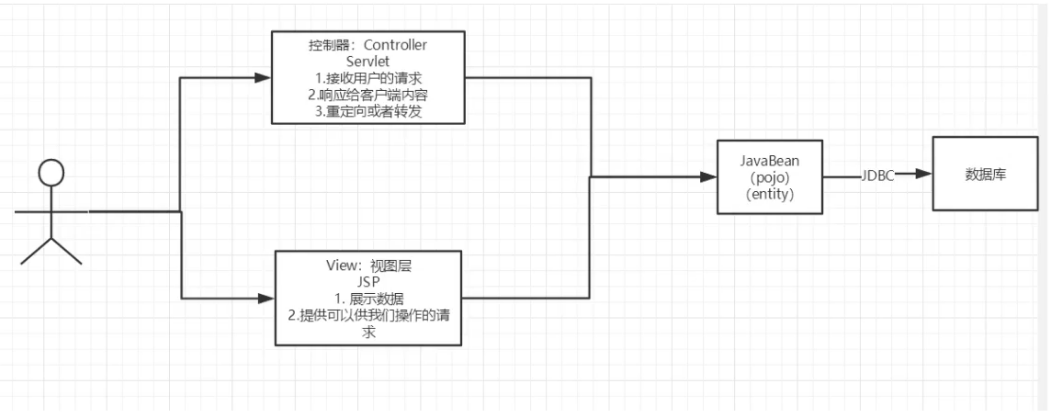 控制器：Controller
Servlet
1.接收用户的请求
2.响应给客户端内容
3.重定向或者转发
View：视图层
JSP
1. 展示数据
2.提供可以供我们操作的请
求
JavaBean
（pojo）
（entity）
JDBC
数据库